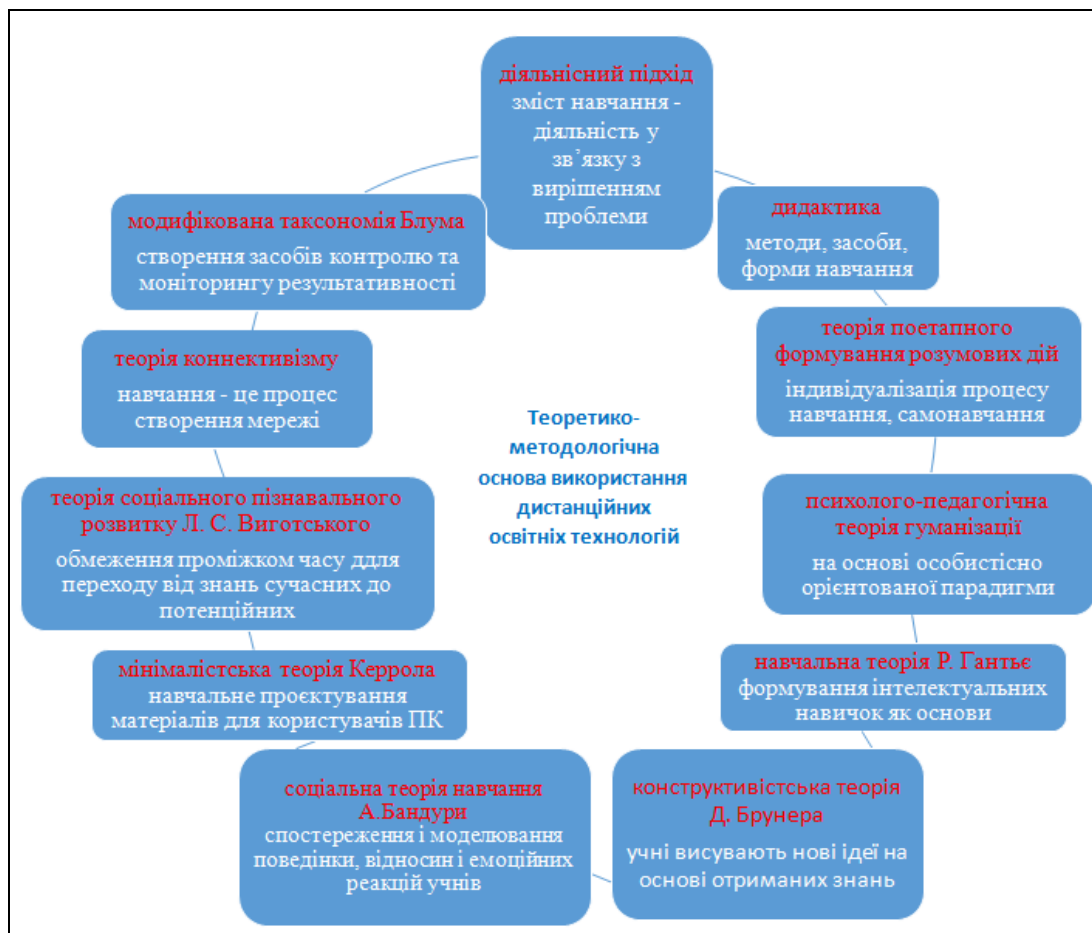 діяльнісний підхід
зміст навчання -
діяльність у
зв’язку з
вирішенням
проблеми
дидактика
методи, засоби,
форми навчання
теорія поетапного
формування розумових дій
індивідуалізація процесу
навчання, самонавчання
психолого-педагогічна
теорія гуманізації
на основі особистісно
орієнтованої парадигми
навчальна теорія Р. Гантьє
формування інтелектуальних
навичок як основи
конструктивістська теорія
Д. Брунера
учні висувають нові ідеї на
основі отриманих знань
соціальна теорія навчання
А.Бандури
спостереження і моделювання
поведінки, відносин і емоційних
реакцій учнів
мінімалістська теорія Керрола
навчальне проєктування
матеріалів для користувачів ПК
теорія соціального пізнавального
розвитку Л. С. Виготського
обмеження проміжком часу ддля
переходу від знань сучасних до
потенційних
теорія коннективізму
навчання - це процес
створення мережі
модифікована таксономія Блума
створення засобів контролю та
моніторингу результативності
Теоретико-
методологічна
основа використання
дистанційних
освітніх технологій